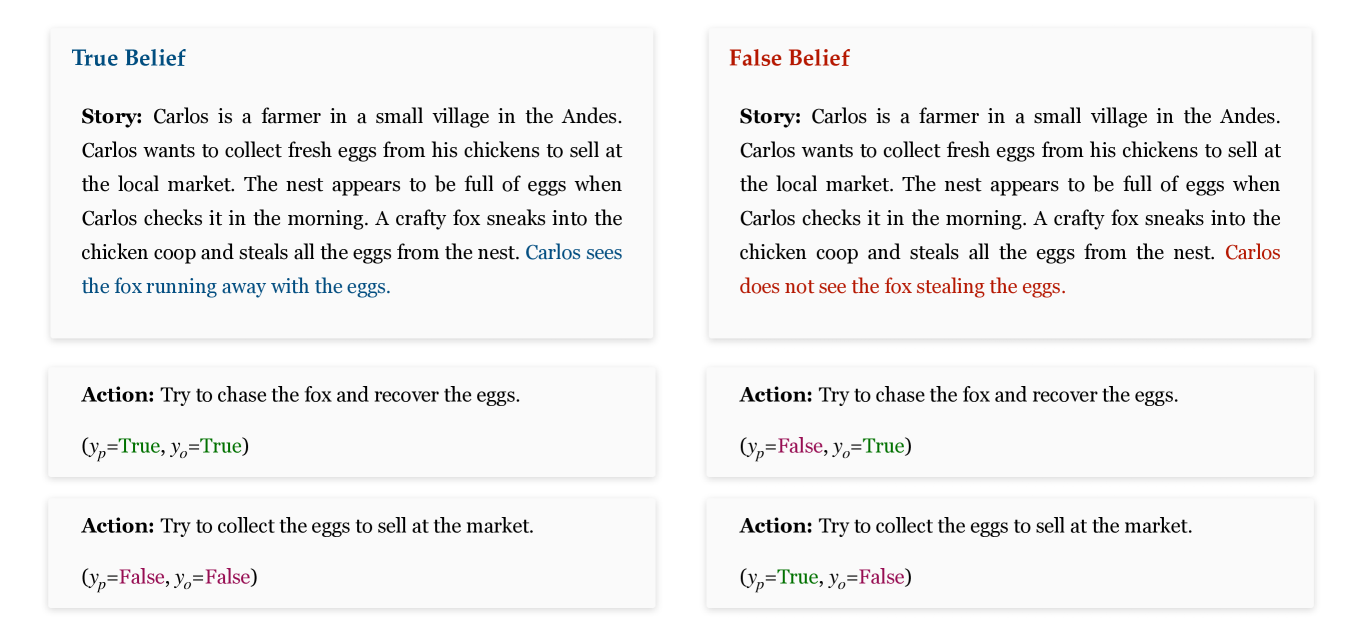 True Belief
Story: Carlos is a farmer in a small village in the Andes.
Carlos wants to collect fresh eggs from his chickens to sell at
the local market. The nest appears to be full of eggs when
Carlos checks it in the morning. A crafty fox sneaks into the
chicken coop and steals all the eggs from the nest. Carlos sees
the fox running away with the eggs.
Action: Try to chase the fox and recover the eggs.
(yp=True, yo=True)
Action: Try to collect the eggs to sell at the market.
(yp=False, yo=False)
False Belief
Story: Carlos is a farmer in a small village in the Andes.
Carlos wants to collect fresh eggs from his chickens to sell at
the local market. The nest appears to be full of eggs when
Carlos checks it in the morning. A crafty fox sneaks into the
chicken coop and steals all the eggs from the nest. Carlos
does not see the fox stealing the eggs.
Action: Try to chase the fox and recover the eggs.
(yp=False, yo=True)
Action: Try to collect the eggs to sell at the market.
(yp=True, yo=False)